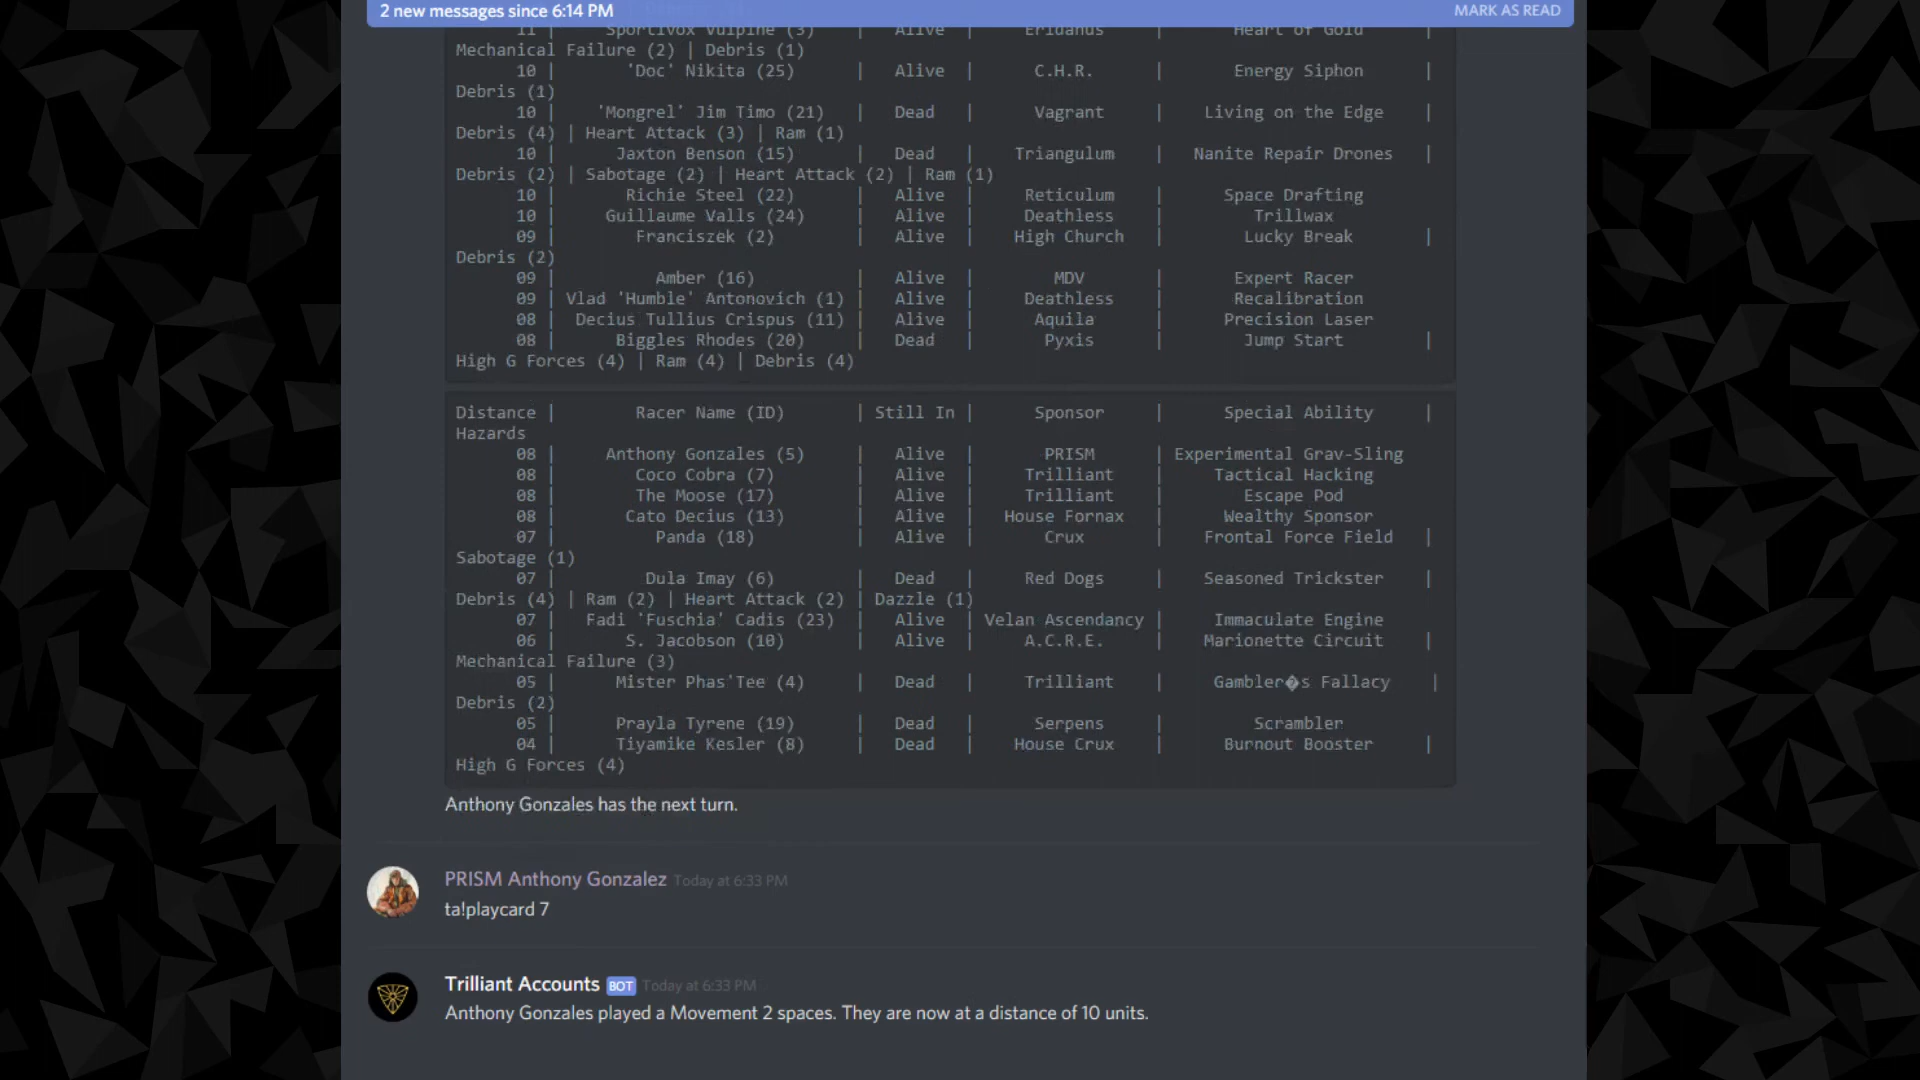 2 new messages since 6:14 PM MARK AS READ
11 | Sportivox Vulpine (3) | Alive | Eridanus | Heart of Gold |
Mechanical Failure (2) | Debris (1)
10 | 'Doc' Nikita (25) | Alive | C.H.R. | Energy Siphon |
Debris (1)
10 | 'Mongrel' Jim Timo (21) | Dead | Vagrant | Living on the Edge |
Debris (4) | Heart Attack (3) | Ram (1)
10 | Jaxton Benson (15) | Dead | Triangulum | Nanite Repair Drones |
Debris (2) | Sabotage (2) | Heart Attack (2) | Ram (1)
10 | Richie Steel (22) | Alive | Reticulum | Space Drafting
10 | Guillaume Valls (24) | Alive | Deathless | Trillwax
09 | Franciszek (2) | Alive | High Church | Lucky Break |
Debris (2)
09 | Amber (16) | Alive | MDV | Expert Racer
09 | Vlad 'Humble' Antonovich (1) | Alive | Deathless | Recalibration
08 | Decius Tullius Crispus (11) | Alive | Aquila | Precision Laser
08 | Biggles Rhodes (20) | Dead | Pyxis | Jump Start |
High G Forces (4) | Ram (4) | Debris (4)
Distance | Racer Name (ID) | Still In | Sponsor | Special Ability |
Hazards
08 | Anthony Gonzales (5) | Alive | PRISM | Experimental Grav-Sling
08 | Coco Cobra (7) | Alive | Trilliant | Tactical Hacking
08 | The Moose (17) | Alive | Trilliant | Escape Pod
08 | Cato Decius (13) | Alive | House Fornax | Wealthy Sponsor
07 | Panda (18) | Alive | Crux | Frontal Force Field |
Sabotage (1)
07 | Dula Imay (6) | Dead | Red Dogs | Seasoned Trickster |
Debris (4) | Ram (2) | Heart Attack (2) | Dazzle (1)
07 | Fadi 'Fuschia' Cadis (23) | Alive | Velan Ascendancy | Immaculate Engine
06 | S. Jacobson (10) | Alive | A.C.R.E. | Marionette Circuit |
Mechanical Failure (3)
05 | Mister Phas'Tee (4) | Dead | Trilliant | Gambler�s Fallacy |
Debris (2)
05 | Prayla Tyrene (19) | Dead | Serpens | Scrambler
04 | Tiyamike Kesler (8) | Dead | House Crux | Burnout Booster |
High G Forces (4)
Anthony Gonzales has the next turn.
PRISM Anthony Gonzalez Today at 6:33 PM
ta!playcard 7
Trilliant Accounts BOT Today at 6:33 PM
Anthony Gonzales played a Movement 2 spaces. They are now at a distance of 10 units.